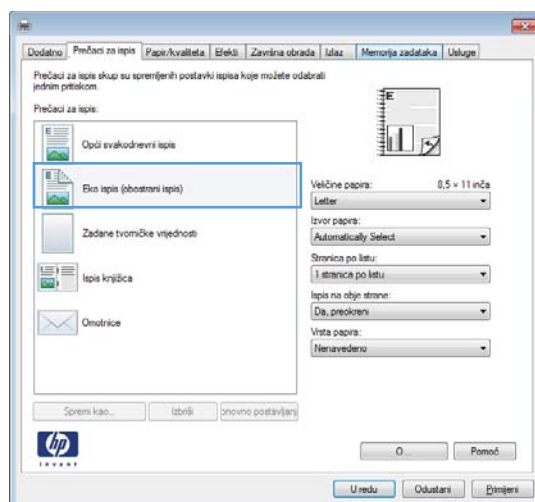 Dodatno Prečaci za ispis Papir/kvaliteta Efekti Završna obrada Izlaz Memorija zadataka Usluge
Prečaci za ispis skup su spremljenih postavki ispisa koje možete odabrati
jednim pritiskom.
Prečaci za ispis:
Opći svakodnevni ispis
Eko ispis (obostrani ispis)
Zadane tvorničke vrijednosti
Ispis knjižica
Omotnice
E
Veličine papira: 8,5 × 11 inča
Letter
Izvor papira:
Automatically Select
Stranica po listu:
1 stranica po listu
Ispis na obje strane:
Da, preokreni
Vrsta papira:
Nenavedeno
Spremi kao... Izbriši onovno postavljanj
hp
invent
O... Pomoć
U redu Odustani Primijeni